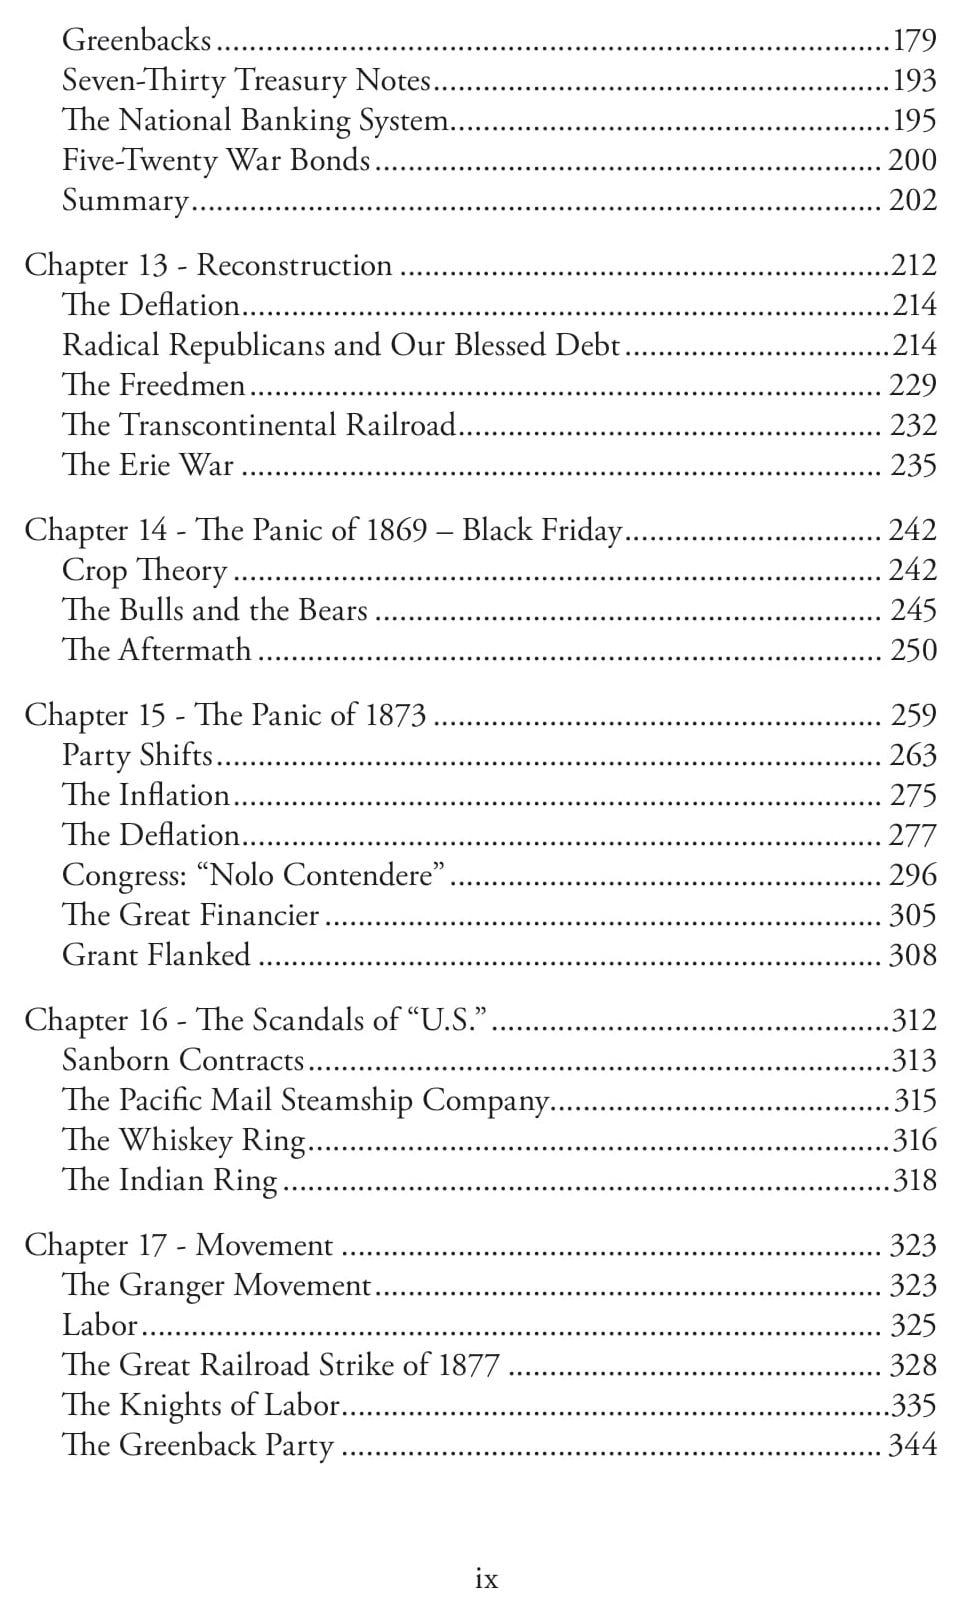 Greenbacks 179
Seven-Thirty Treasury Notes 193
The National Banking System 195
Five-Twenty War Bonds 200
Summary 202
Chapter 13 - Reconstruction 212
The Deflation 214
Radical Republicans and Our Blessed Debt 214
The Freedmen 229
The Transcontinental Railroad 232
The Erie War 235
Chapter 14 - The Panic of 1869 – Black Friday 242
Crop Theory 242
The Bulls and the Bears 245
The Aftermath 250
Chapter 15 - The Panic of 1873 259
Party Shifts 263
The Inflation 275
The Deflation 277
Congress: “Nolo Contendere” 296
The Great Financier 305
Grant Flanked 308
Chapter 16 - The Scandals of “U.S.” 312
Sanborn Contracts 313
The Pacific Mail Steamship Company 315
The Whiskey Ring 316
The Indian Ring 318
Chapter 17 - Movement 323
The Granger Movement 323
Labor 325
The Great Railroad Strike of 1877 328
The Knights of Labor 335
The Greenback Party 344
ix